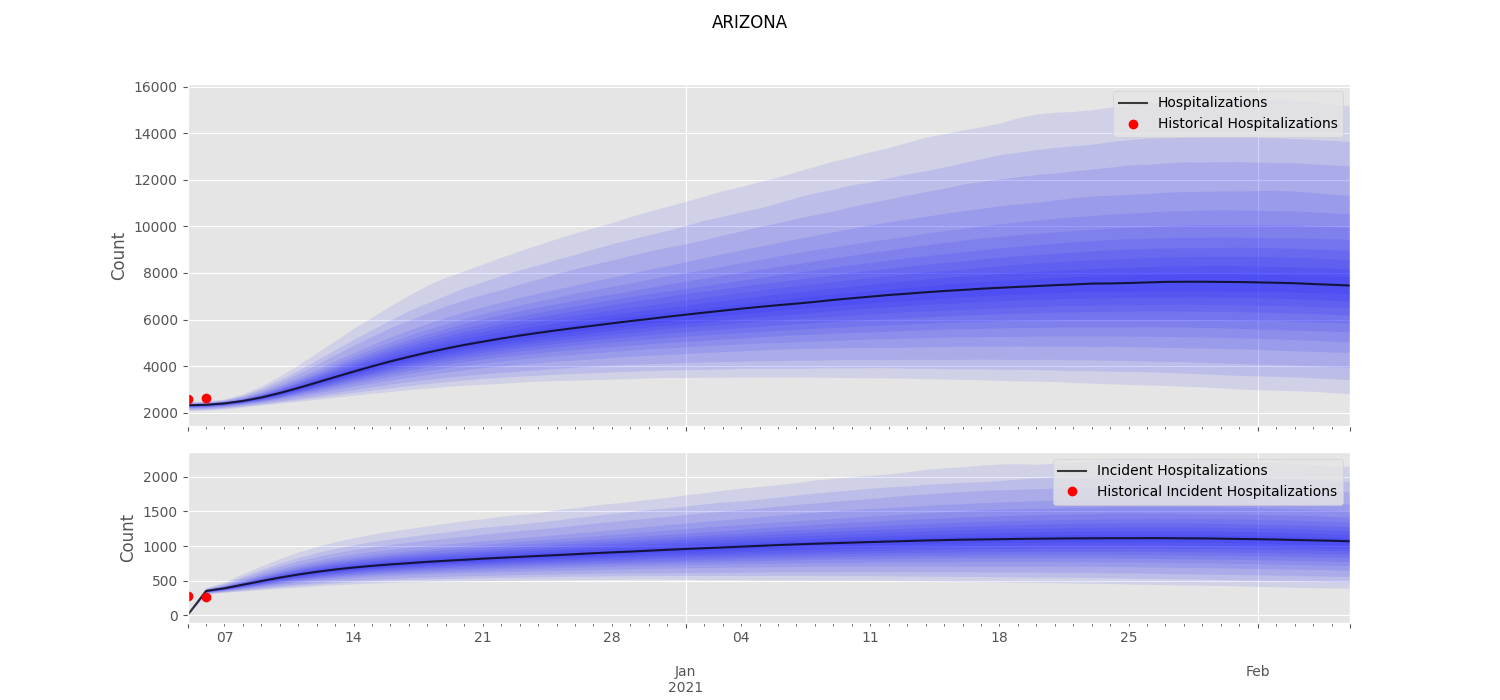 ARIZONA
16000
14000
12000
10000
8000
6000
4000
2000
Count
Hospitalizations
Historical Hospitalizations
2000
1500
1000
500
0
Count
Incident Hospitalizations
Historical Incident Hospitalizations
07 14 21 28 04 11 18 25
Jan Feb
2021